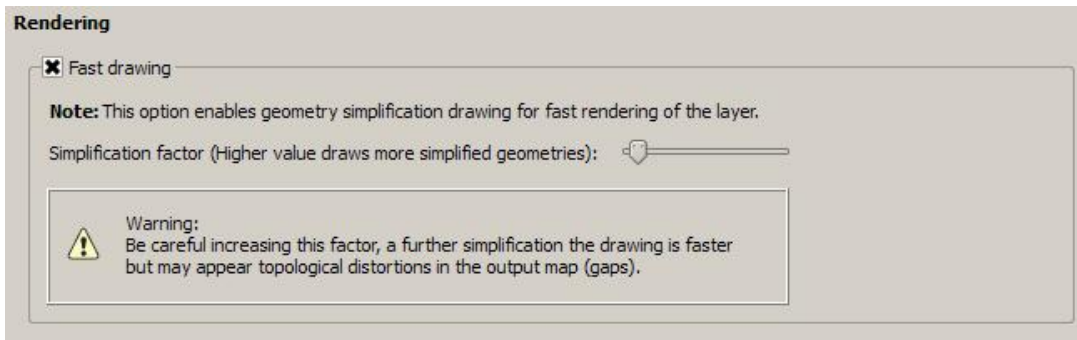 Rendering
Fast drawing
Note: This option enables geometry simplification drawing for fast rendering of the layer.
Simplification factor (Higher value draws more simplified geometries):
Warning:
Be careful increasing this factor, a further simplification the drawing is faster
but may appear topological distortions in the output map (gaps).